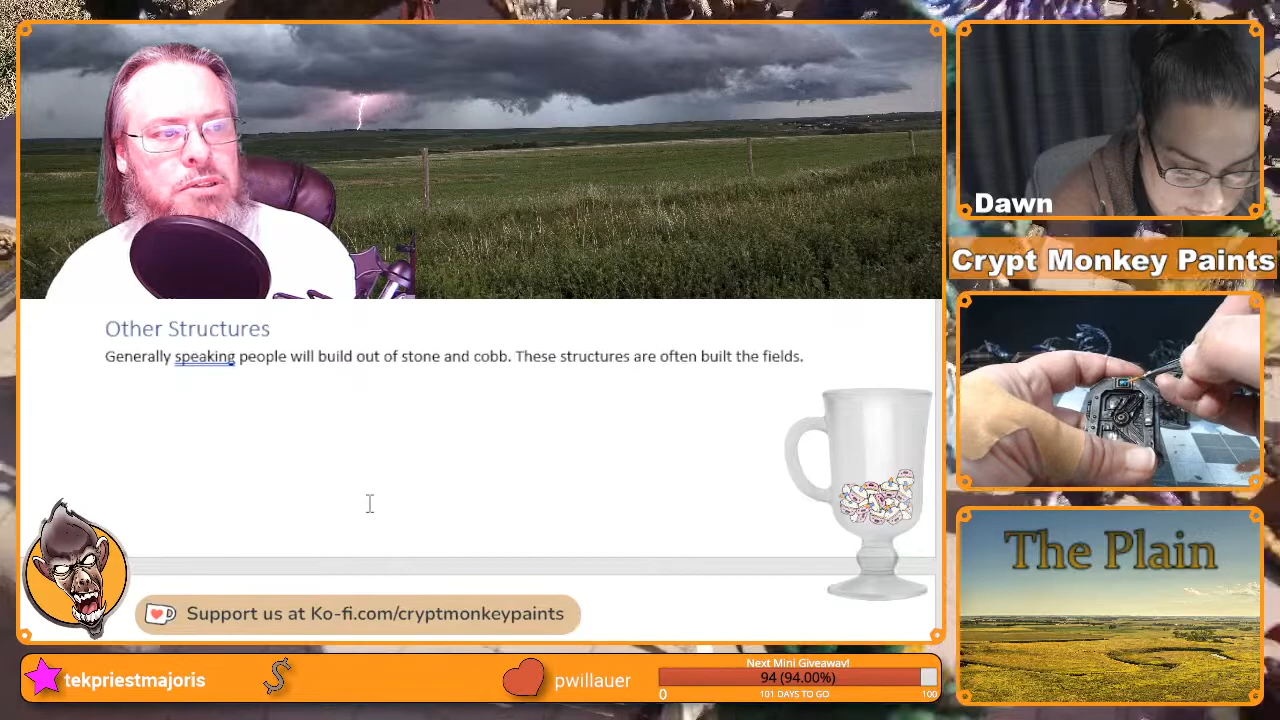 Dawn
Crypt Monkey Paints
Other Structures
Generally speaking people will build out of stone and cobb. These structures are often built the fields.
The Plain
Support us at Ko-fi.com/cryptmonkeypaints
tekpriestmajoris
pwillauer
Next Mini Giveaway!
94 (94.00%)
0
101 DAYS TO GO
100